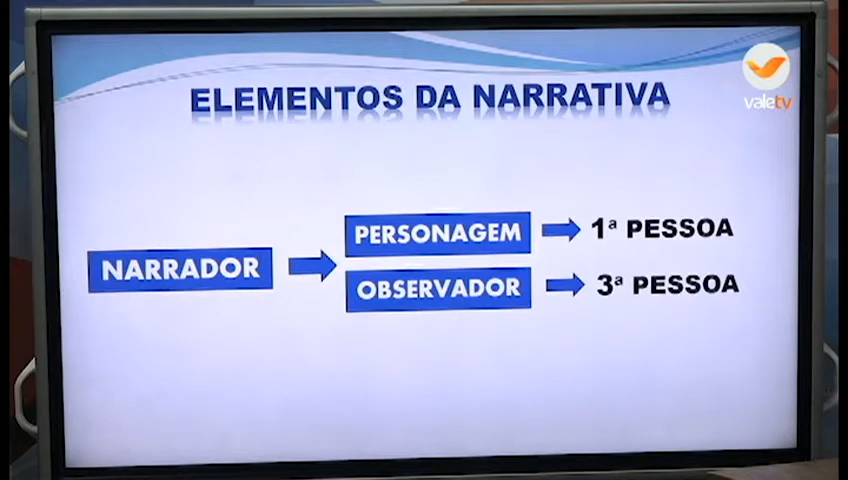 ELEMENTOS DA NARRATIVA
valetv
NARRADOR
PERSONAGEM
1ª PESSOA
OBSERVADOR
3ª PESSOA